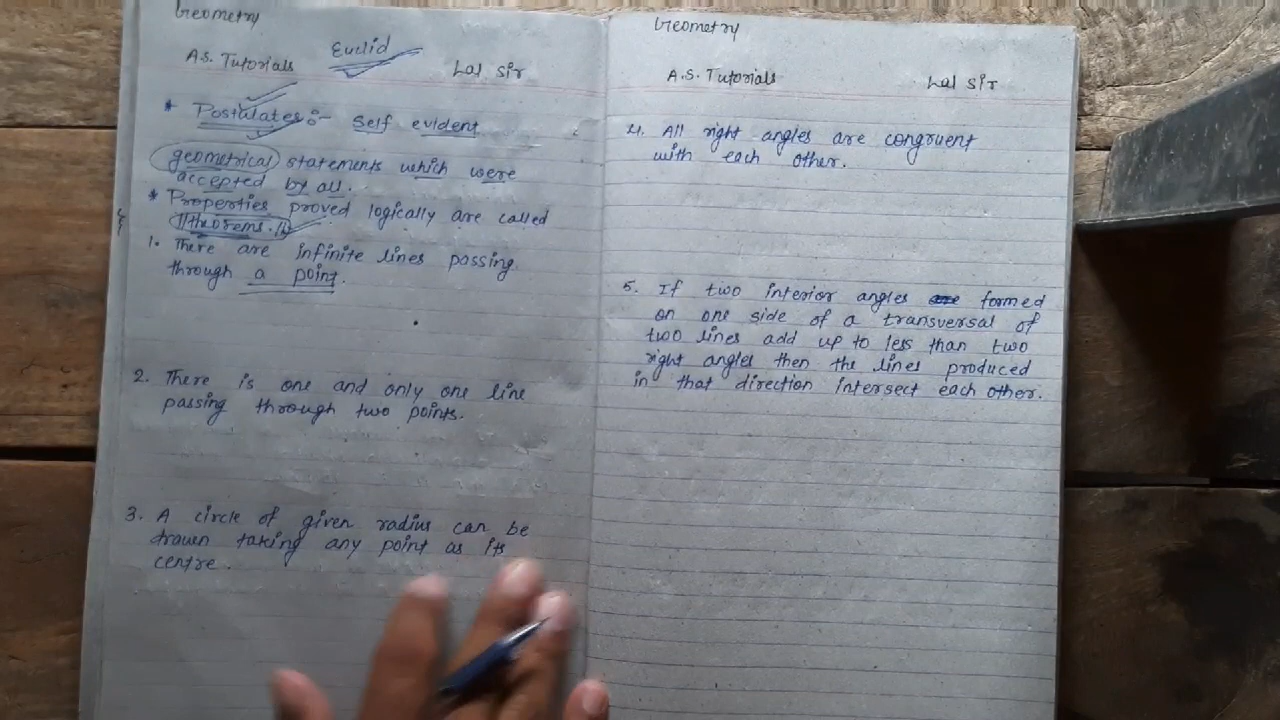 Geometry
Euclid
A.S. Tutorials Lal Sir
* Postulates :- Self evident
geometrical statements which were
accepted by all.
* Properties proved logically are called
theorems.
1. There are infinite lines passing
through a point.
2. There is one and only one line
passing through two points.
3. A circle of given radius can be
drawn taking any point as its
centre.
Geometry
A.S. Tutorials Lal Sir
4. All right angles are congruent
with each other.
5. If two interior angles formed
on one side of a transversal of
two lines add up to less than two
right angles then the lines produced
in that direction intersect each other.